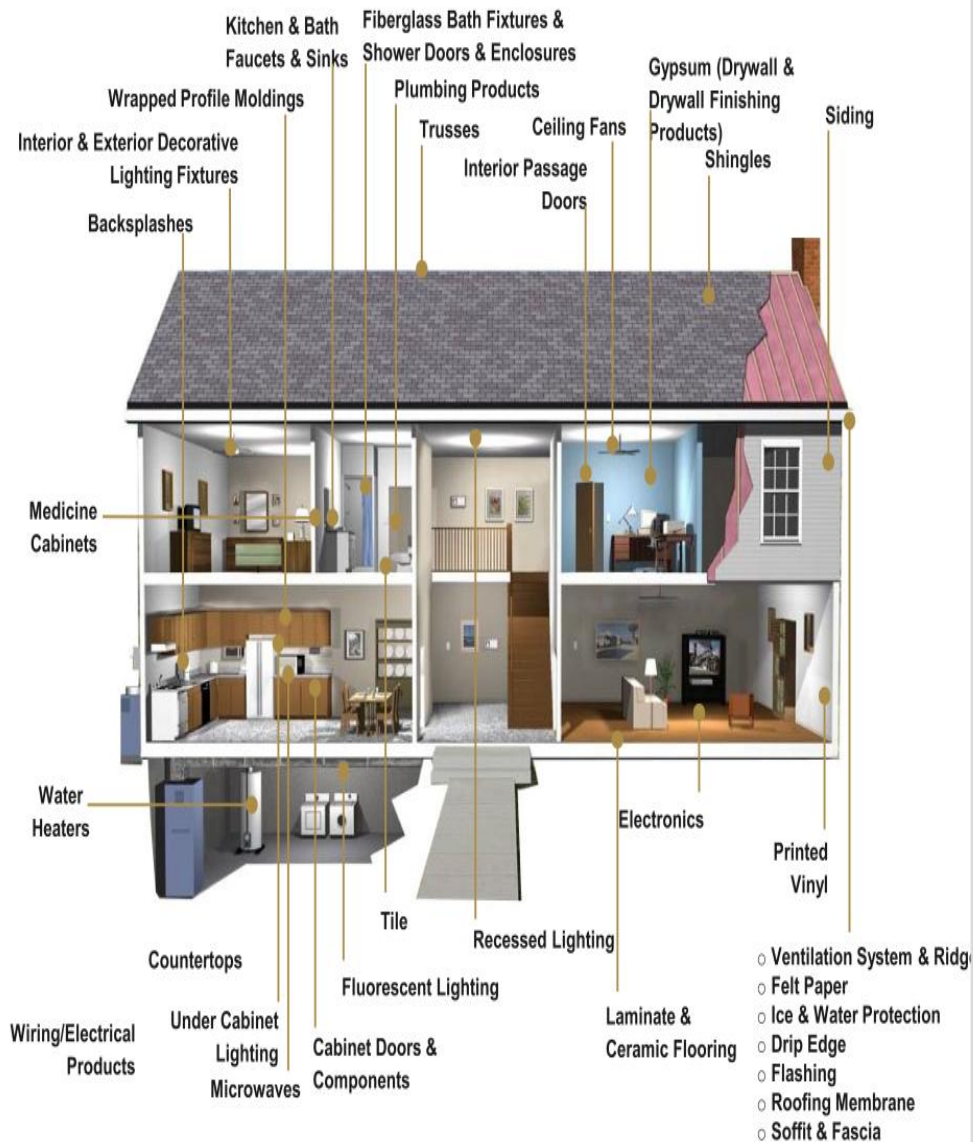 Kitchen & Bath
Faucets & Sinks
Fiberglass Bath Fixtures &
Shower Doors & Enclosures
Gypsum (Drywall &
Drywall Finishing
Products)
Wrapped Profile Moldings
Plumbing Products
Siding
Trusses
Ceiling Fans
Interior & Exterior Decorative
Lighting Fixtures
Interior Passage
Doors
Shingles
Backsplashes
Medicine
Cabinets
Water
Heaters
Electronics
Printed
Vinyl
Tile
Recessed Lighting
Countertops
Fluorescent Lighting
Wiring/Electrical
Products
Under Cabinet
Lighting
Microwaves
Cabinet Doors &
Components
Laminate &
Ceramic Flooring
○ Ventilation System & Ridg
○ Felt Paper
○ Ice & Water Protection
○ Drip Edge
○ Flashing
○ Roofing Membrane
○ Soffit & Fascia